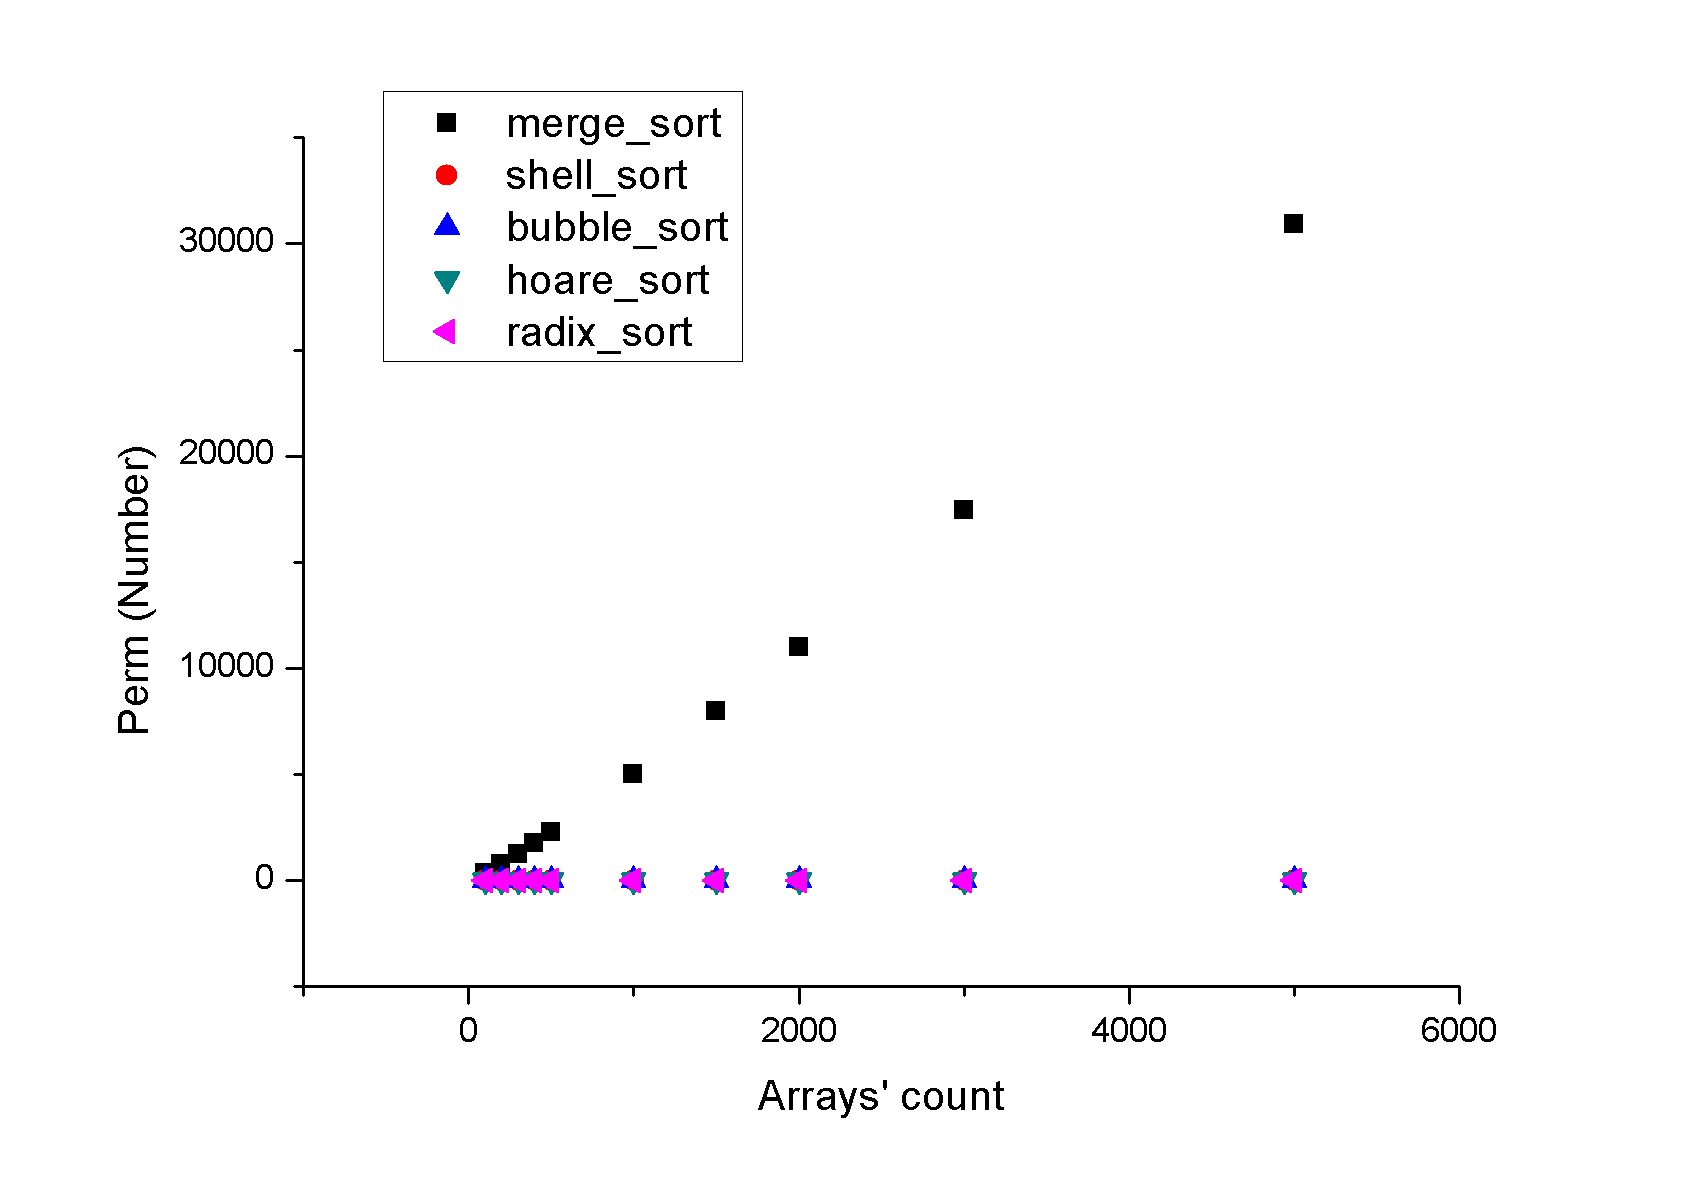 merge_sort
shell_sort
bubble_sort
hoare_sort
radix_sort
30000
20000
10000
0
Perm (Number)
0 2000 4000 6000
Arrays' count